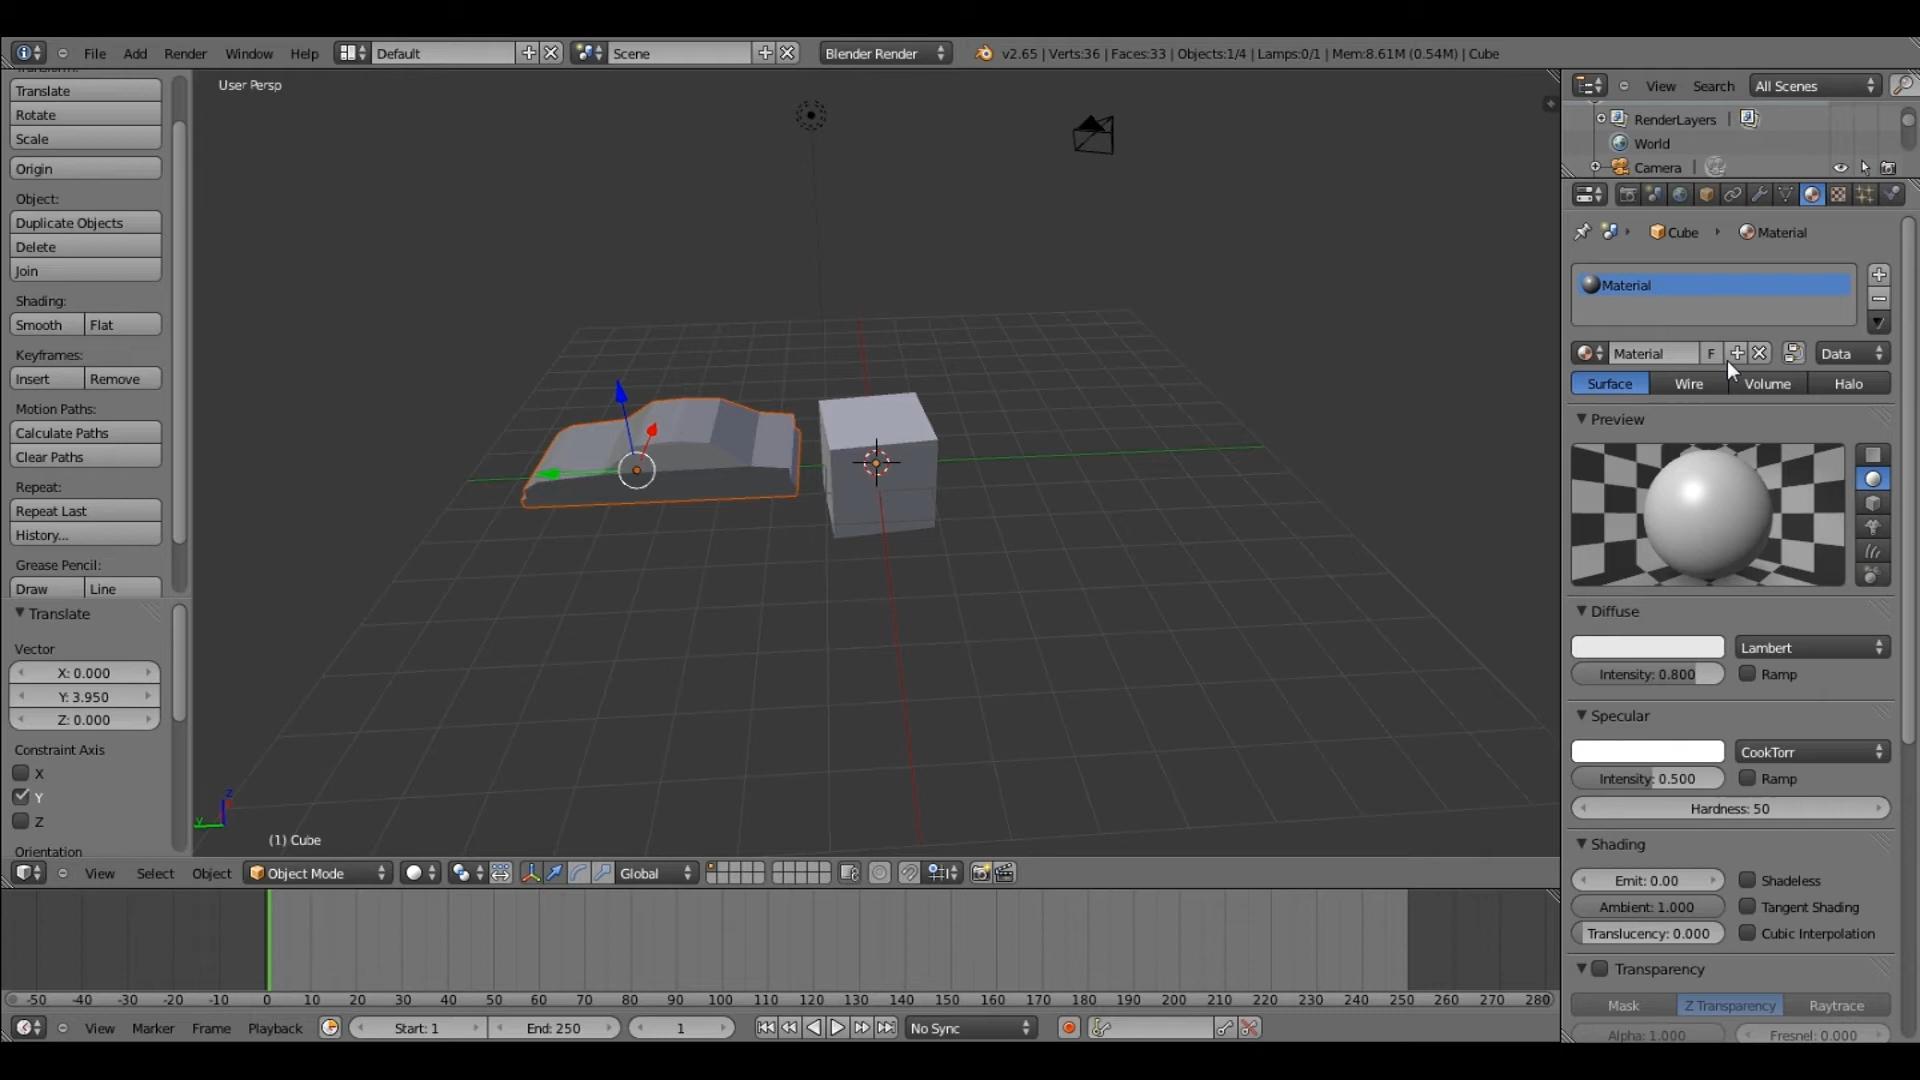 File Add Render Window Help Default Scene Blender Render v2.65 | Verts:36 | Faces:33 | Objects:1/4 | Lamps:0/1 | Mem:8.61M (0.54M) | Cube
Translate
Rotate
Scale
Origin
Object:
Duplicate Objects
Delete
Join
Shading:
Smooth Flat
Keyframes:
Insert Remove
Motion Paths:
Calculate Paths
Clear Paths
Repeat:
Repeat Last
History...
Grease Pencil:
Draw Line
Translate
Vector
X: 0.000
Y: 3.950
Z: 0.000
Constraint Axis
X
Y
Z
Orientation
User Persp
z
y
(1) Cube
View Select Object Object Mode Global
-50 -40 -30 -20 -10 0 10 20 30 40 50 60 70 80 90 100 110 120 130 140 150 160 170 180 190 200 210 220 230 240 250 260 270 280
View Marker Frame Playback Start: 1 End: 250 1 No Sync
View Search All Scenes
RenderLayers |
World
Camera |
Cube Material
Material
Material F Data
Surface Wire Volume Halo
Preview
Diffuse
Lambert
Intensity: 0.800 Ramp
Specular
CookTorr
Intensity: 0.500 Ramp
Hardness: 50
Shading
Emit: 0.00 Shadeless
Ambient: 1.000 Tangent Shading
Translucency: 0.000 Cubic Interpolation
Transparency
Mask Z Transparency Raytrace
Alpha: 1.000 Fresnel: 0.000